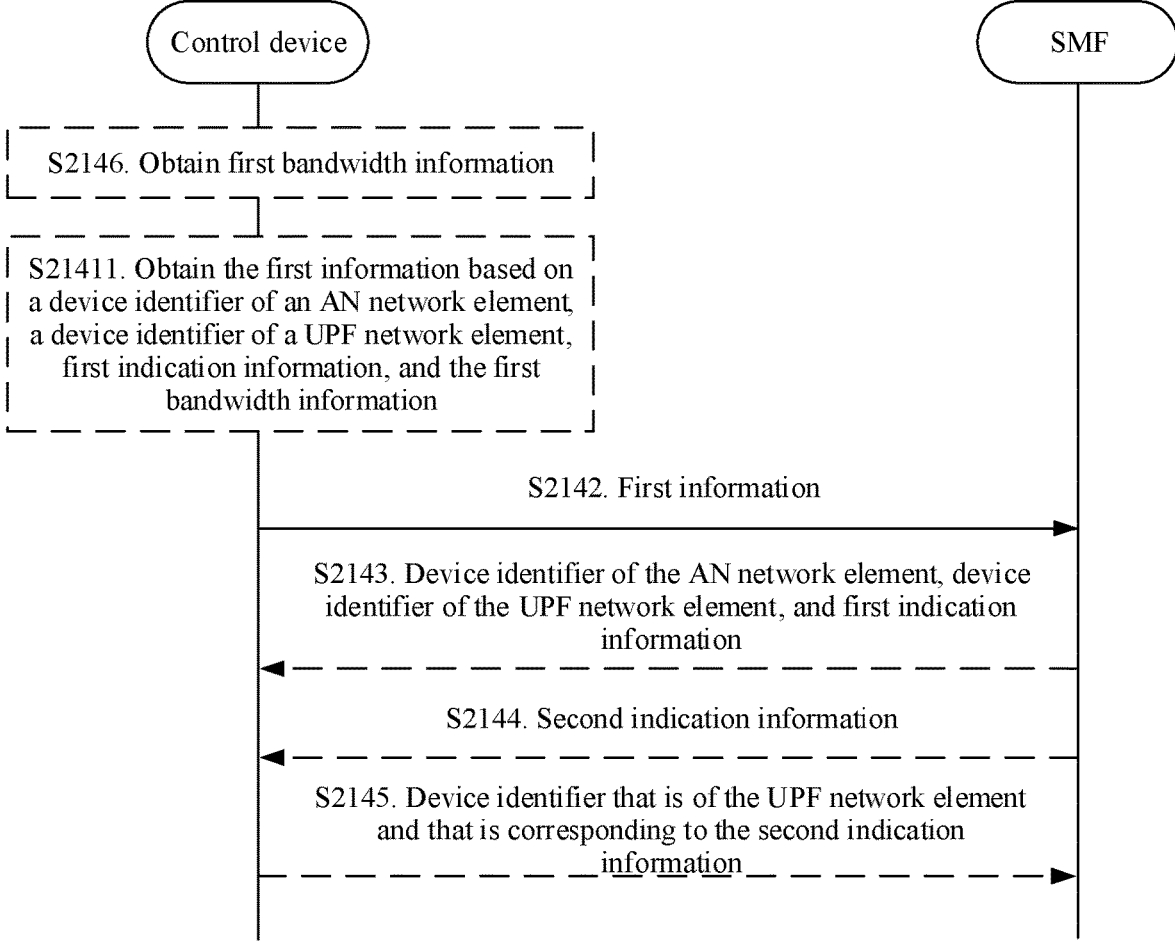 Control device
SMF
S2146. Obtain first bandwidth information
S21411. Obtain the first information based on
a device identifier of an AN network element,
a device identifier of a UPF network element,
first indication information, and the first
bandwidth information
S2142. First information
S2143. Device identifier of the AN network element, device
identifier of the UPF network element, and first indication
information
S2144. Second indication information
S2145. Device identifier that is of the UPF network element
and that is corresponding to the second indication
information